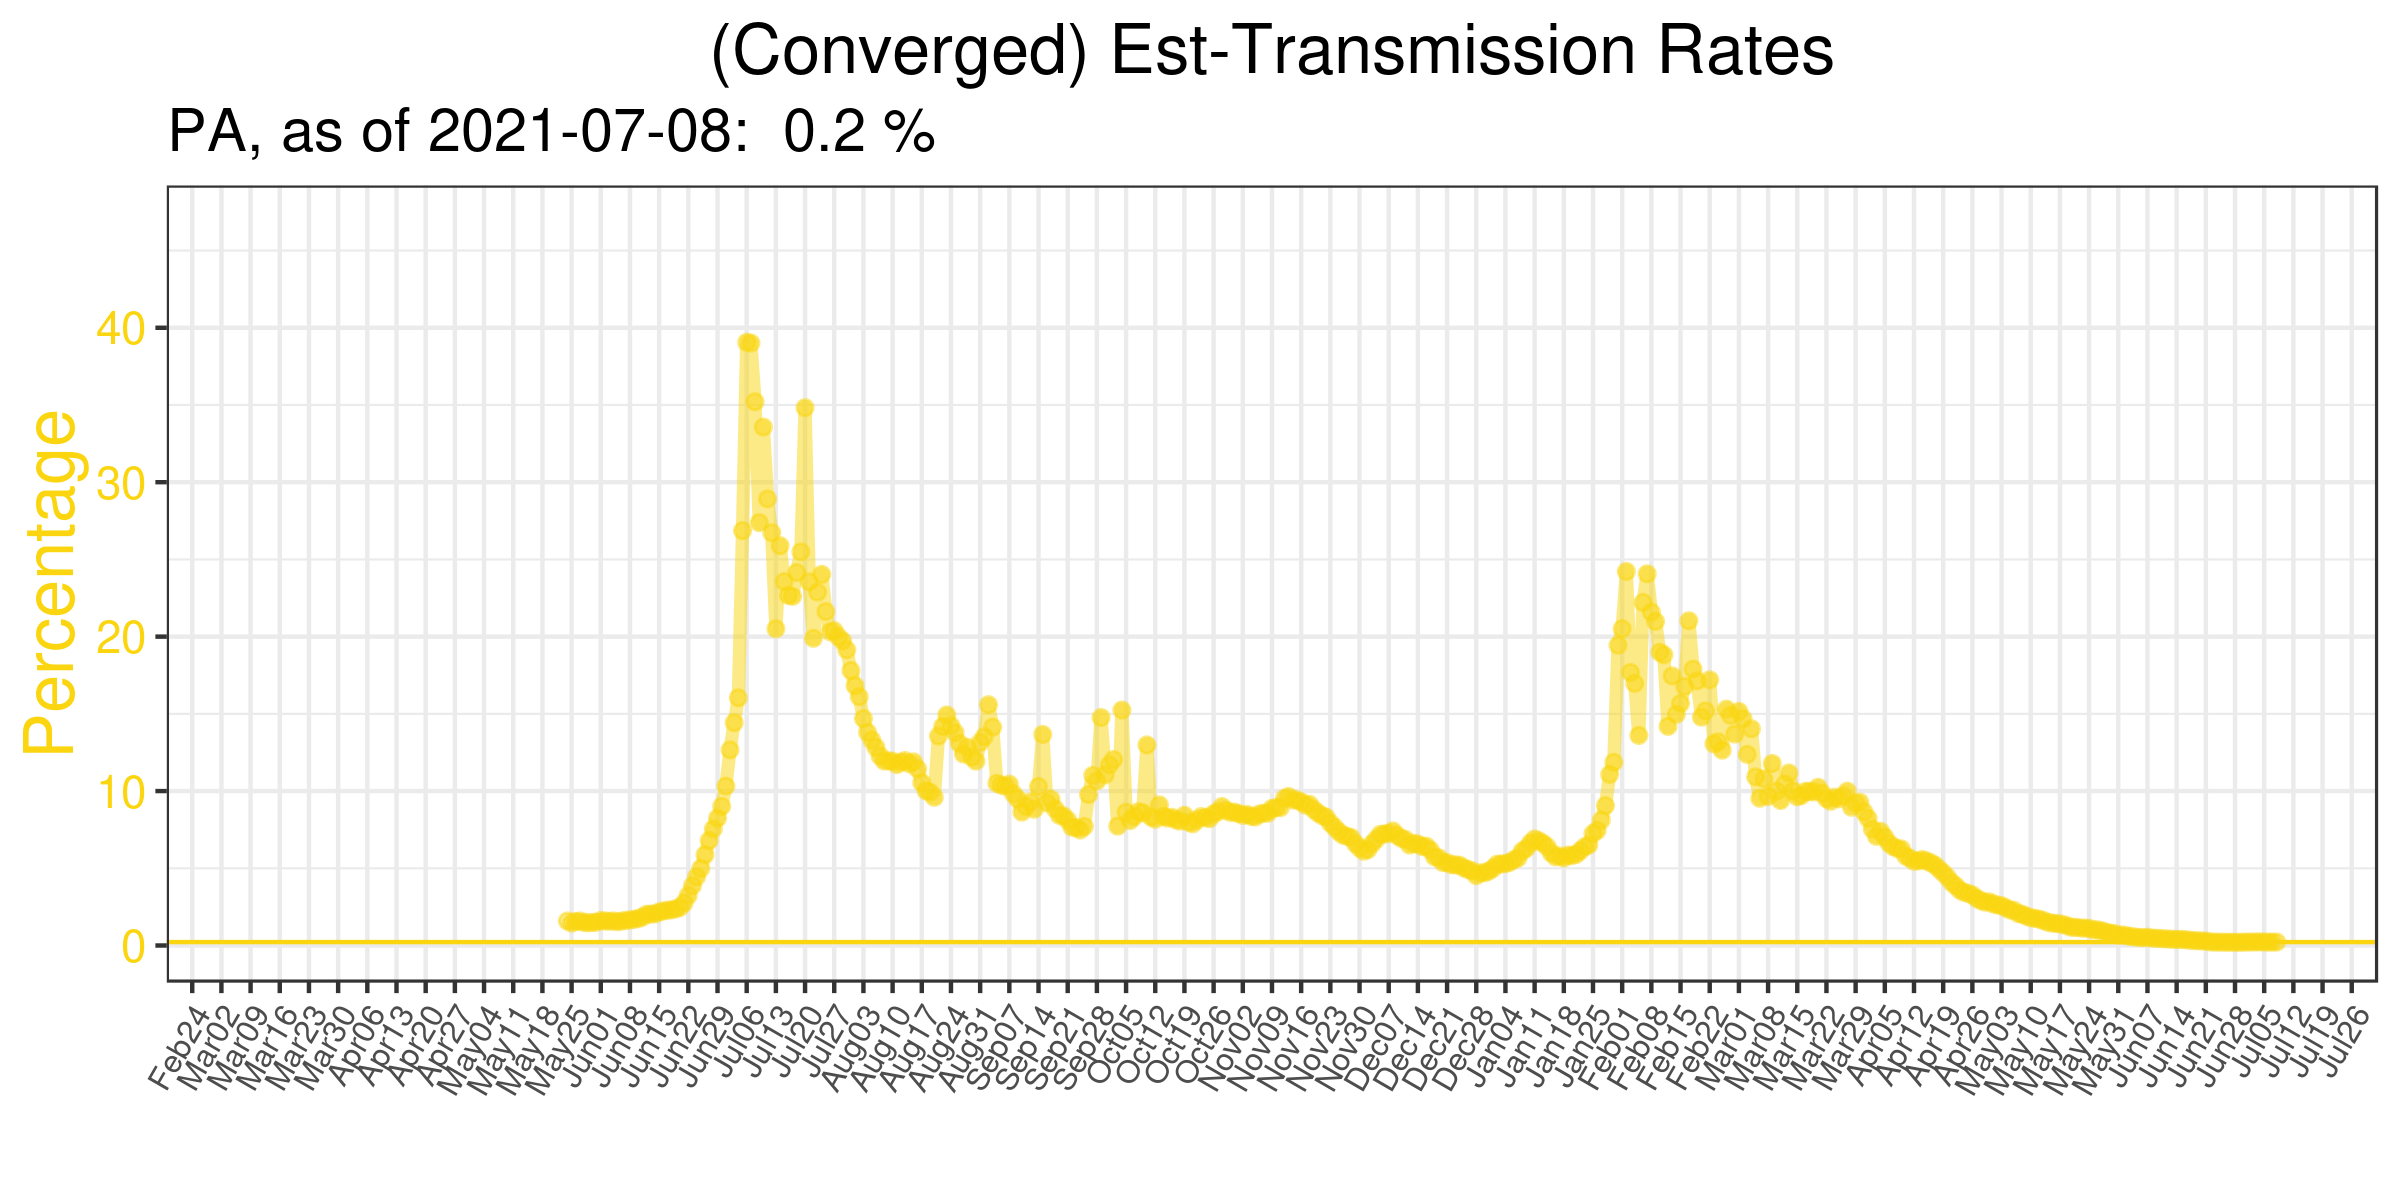 (Converged) Est-Transmission Rates
PA, as of 2021-07-08:  0.2 %
Percentage
40
30
20
10
0
Feb24
Mar02
Mar09
Mar16
Mar23
Mar30
Apr06
Apr13
Apr20
Apr27
May04
May11
May18
May25
Jun01
Jun08
Jun15
Jun22
Jun29
Jul06
Jul13
Jul20
Jul27
Aug03
Aug10
Aug17
Aug24
Aug31
Sep07
Sep14
Sep21
Sep28
Oct05
Oct12
Oct19
Oct26
Nov02
Nov09
Nov16
Nov23
Nov30
Dec07
Dec14
Dec21
Dec28
Jan04
Jan11
Jan18
Jan25
Feb01
Feb08
Feb15
Feb22
Mar01
Mar08
Mar15
Mar22
Mar29
Apr05
Apr12
Apr19
Apr26
May03
May10
May17
May24
May31
Jun07
Jun14
Jun21
Jun28
Jul05
Jul12
Jul19
Jul26